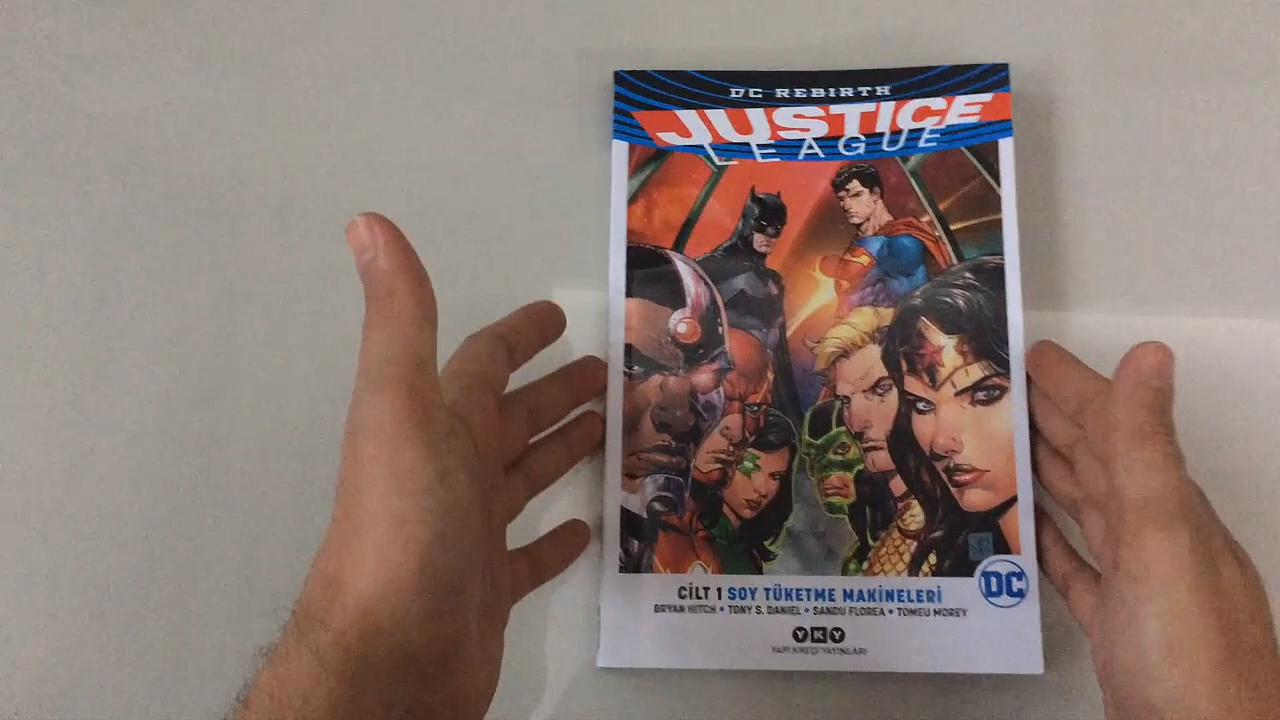 DC REBIRTH
JUSTICE
LEAGUE
CİLT 1 SOY TÜKETME MAKİNELERİ
BRYAN HITCH • TONY S. DANIEL • SANDU FLOREA • TOMEU MOREY
DC
YKY
YAPI KREDİ YAYINLARI